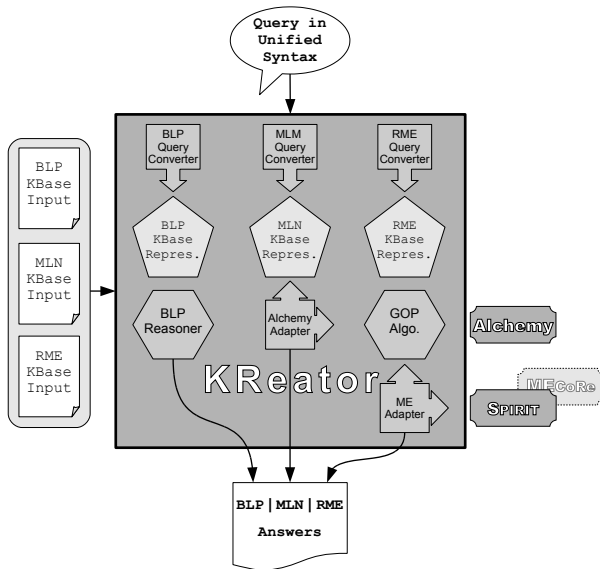 Query in
Unified
Syntax
BLP
Query
Converter
MLM
Query
Converter
RME
Query
Converter
BLP
KBase
Input
MLN
KBase
Input
RME
KBase
Input
BLP
KBase
Repres.
MLN
KBase
Repres.
RME
KBase
Repres.
BLP
Reasoner
Alchemy
Adapter
GOP
Algo.
KReator
ME
Adapter
Alchemy
MECoRe
SPIRIT
BLP|MLN|RME
Answers